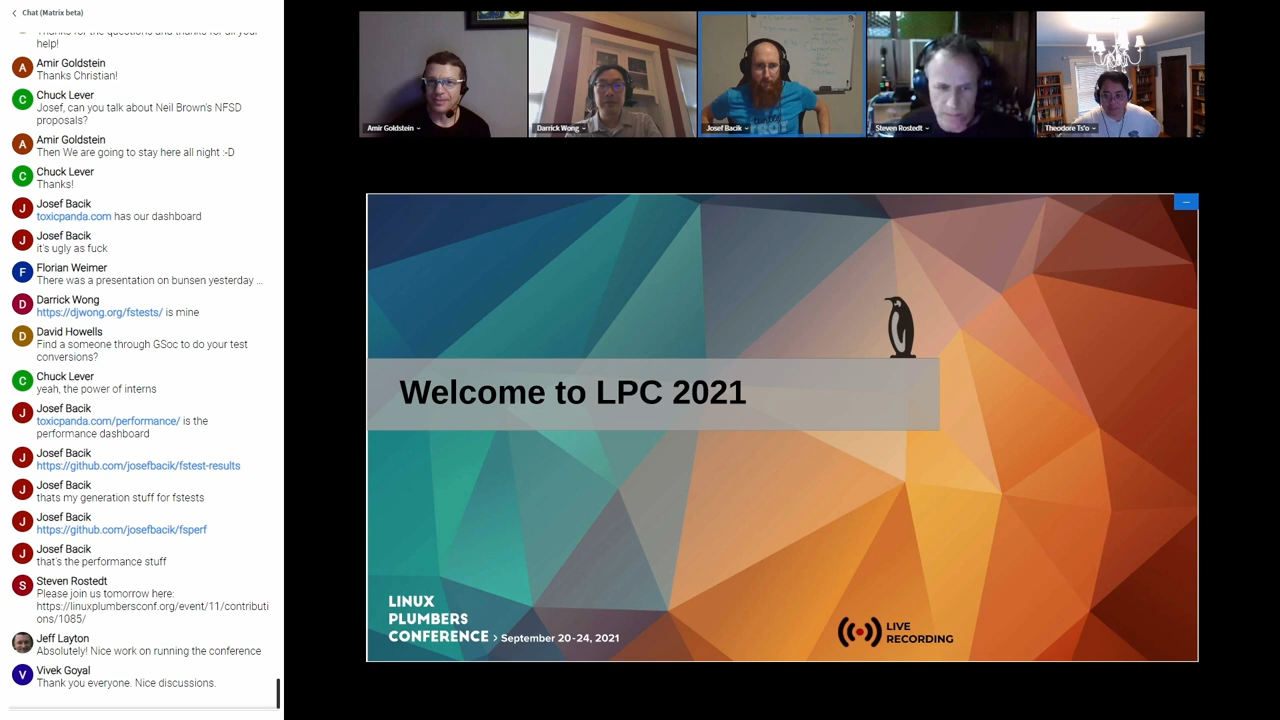 Chat (Matrix beta)
Thanks for the questions and thanks for all your
help!
Amir Goldstein
Thanks Christian!
Chuck Lever
Josef, can you talk about Neil Brown's NFSD
proposals?
Amir Goldstein
Then We are going to stay here all night :-D
Chuck Lever
Thanks!
Josef Bacik
toxicpanda.com has our dashboard
Josef Bacik
it's ugly as fuck
Florian Weimer
There was a presentation on bunsen yesterday ...
Darrick Wong
https://djwong.org/fstests/ is mine
David Howells
Find a someone through GSoc to do your test
conversions?
Chuck Lever
yeah, the power of interns
Josef Bacik
toxicpanda.com/performance/ is the
performance dashboard
Josef Bacik
https://github.com/josefbacik/fstest-results
Josef Bacik
thats my generation stuff for fstests
Josef Bacik
https://github.com/josefbacik/fsperf
Josef Bacik
that's the performance stuff
Steven Rostedt
Please join us tomorrow here:
https://linuxplumbersconf.org/event/11/contributi
ons/1085/
Jeff Layton
Absolutely! Nice work on running the conference
Vivek Goyal
Thank you everyone. Nice discussions.
A
C
A
C
J
J
F
D
D
C
J
J
J
J
J
S
V
Amir Goldstein
Darrick Wong
Josef Bacik
Steven Rostedt
Theodore Ts'o
Welcome to LPC 2021
LINUX
PLUMBERS
CONFERENCE > September 20-24, 2021
LIVE
RECORDING